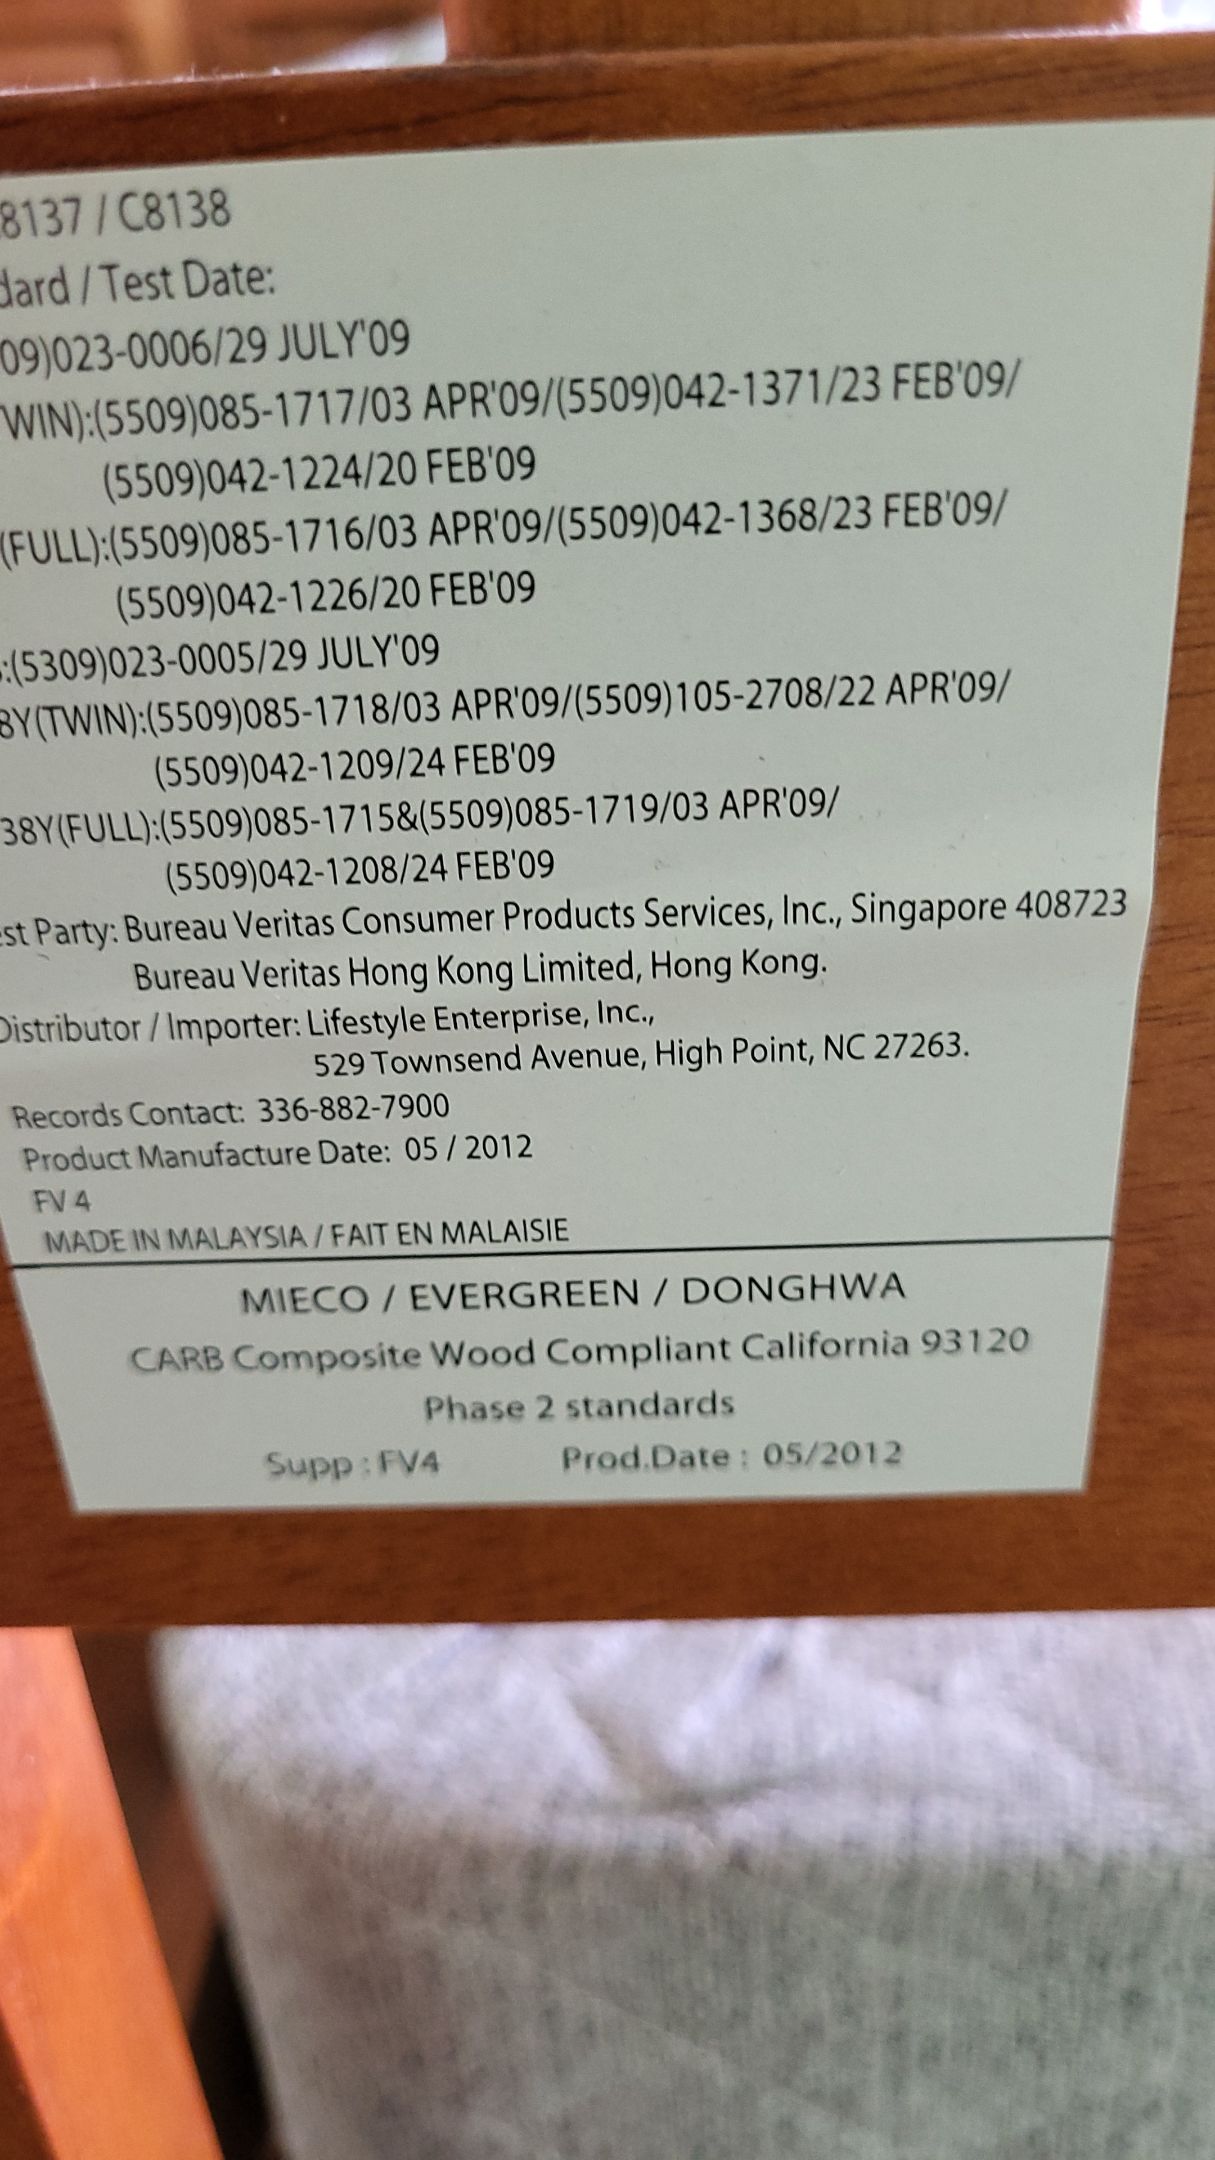 8137 / C8138
dard / Test Date:
09)023-0006/29 JULY'09
WIN):(5509)085-1717/03 APR'09/(5509)042-1371/23 FEB'09/
(5509)042-1224/20 FEB'09
(FULL):(5509)085-1716/03 APR'09/(5509)042-1368/23 FEB'09/
(5509)042-1226/20 FEB'09
:(5309)023-0005/29 JULY'09
8Y(TWIN):(5509)085-1718/03 APR'09/(5509)105-2708/22 APR'09/
(5509)042-1209/24 FEB'09
38Y(FULL):(5509)085-1715&(5509)085-1719/03 APR'09/
(5509)042-1208/24 FEB'09
est Party: Bureau Veritas Consumer Products Services, Inc., Singapore 408723
Bureau Veritas Hong Kong Limited, Hong Kong.
Distributor / Importer: Lifestyle Enterprise, Inc.,
529 Townsend Avenue, High Point, NC 27263.
Records Contact: 336-882-7900
Product Manufacture Date: 05 / 2012
FV 4
MADE IN MALAYSIA / FAIT EN MALAISIE
MIECO / EVERGREEN / DONGHWA
CARB Composite Wood Compliant California 93120
Phase 2 standards
Supp : FV4 Prod.Date : 05/2012